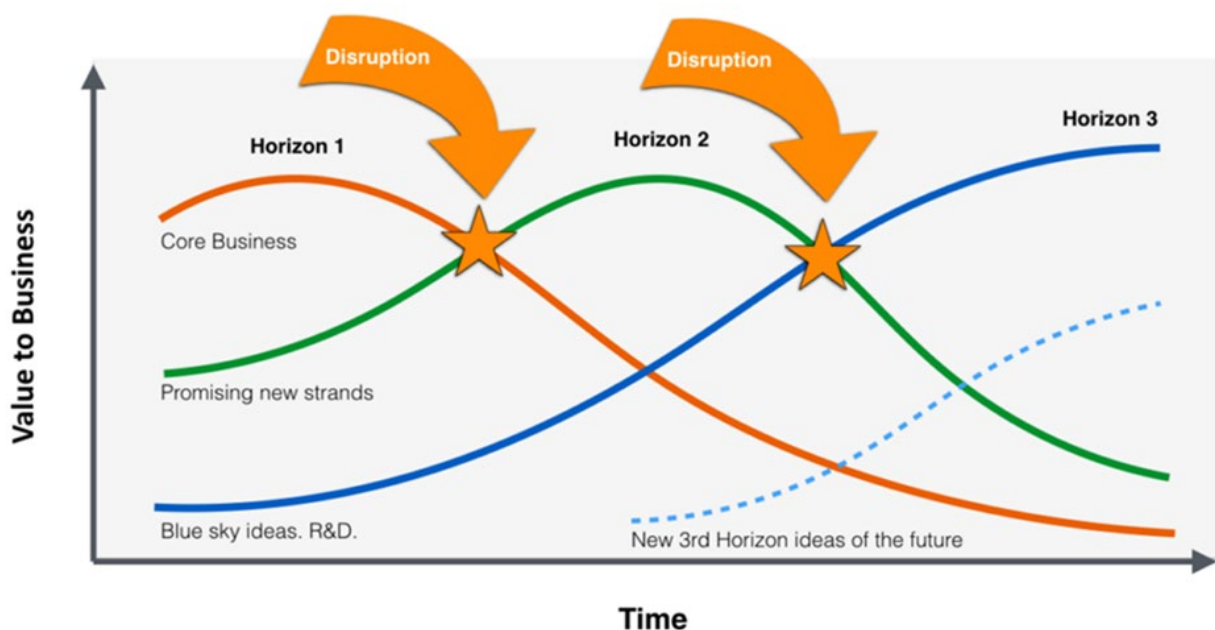 Disruption
Disruption
Horizon 1
Horizon 2
Horizon 3
Core Business
Promising new strands
Blue sky ideas. R&D.
New 3rd Horizon ideas of the future
Value to Business
Time